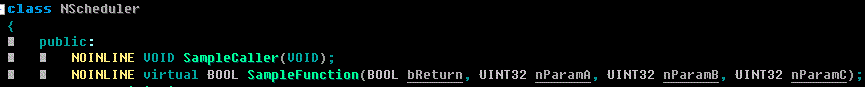 class NScheduler
{
public:
NOINLINE VOID SampleCaller(VOID);
NOINLINE virtual BOOL SampleFunction(BOOL bReturn, UINT32 nParamA, UINT32 nParamB, UINT32 nParamC);